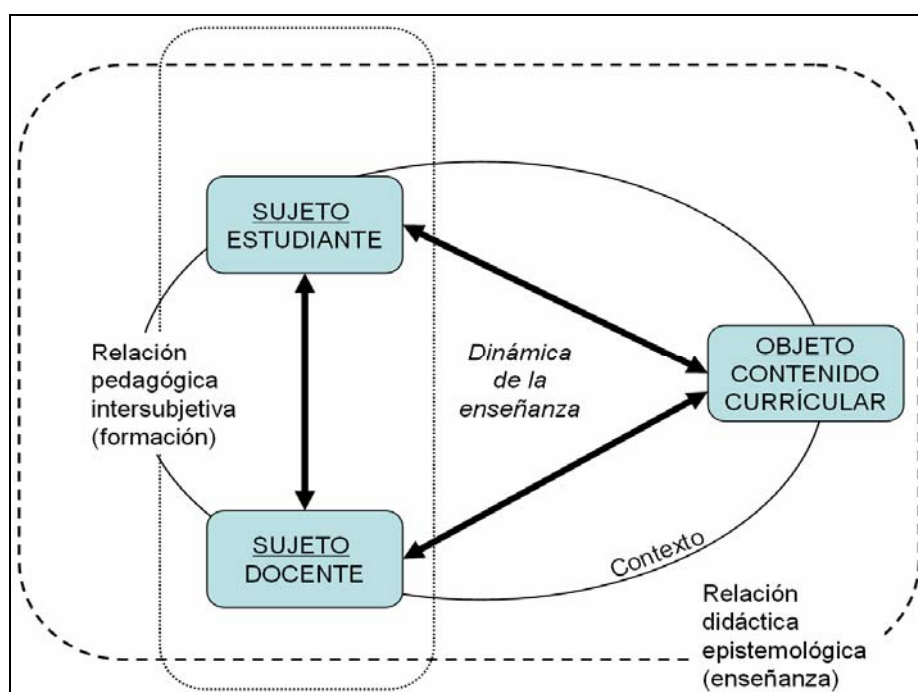 SUJETO
ESTUDIANTE
Relación
pedagógica
intersubjetiva
(formación)
Dinámica
de la
enseñanza
OBJETO
CONTENIDO
CURRÍCULAR
SUJETO
DOCENTE
Contexto
Relación
didáctica
epistemológica
(enseñanza)